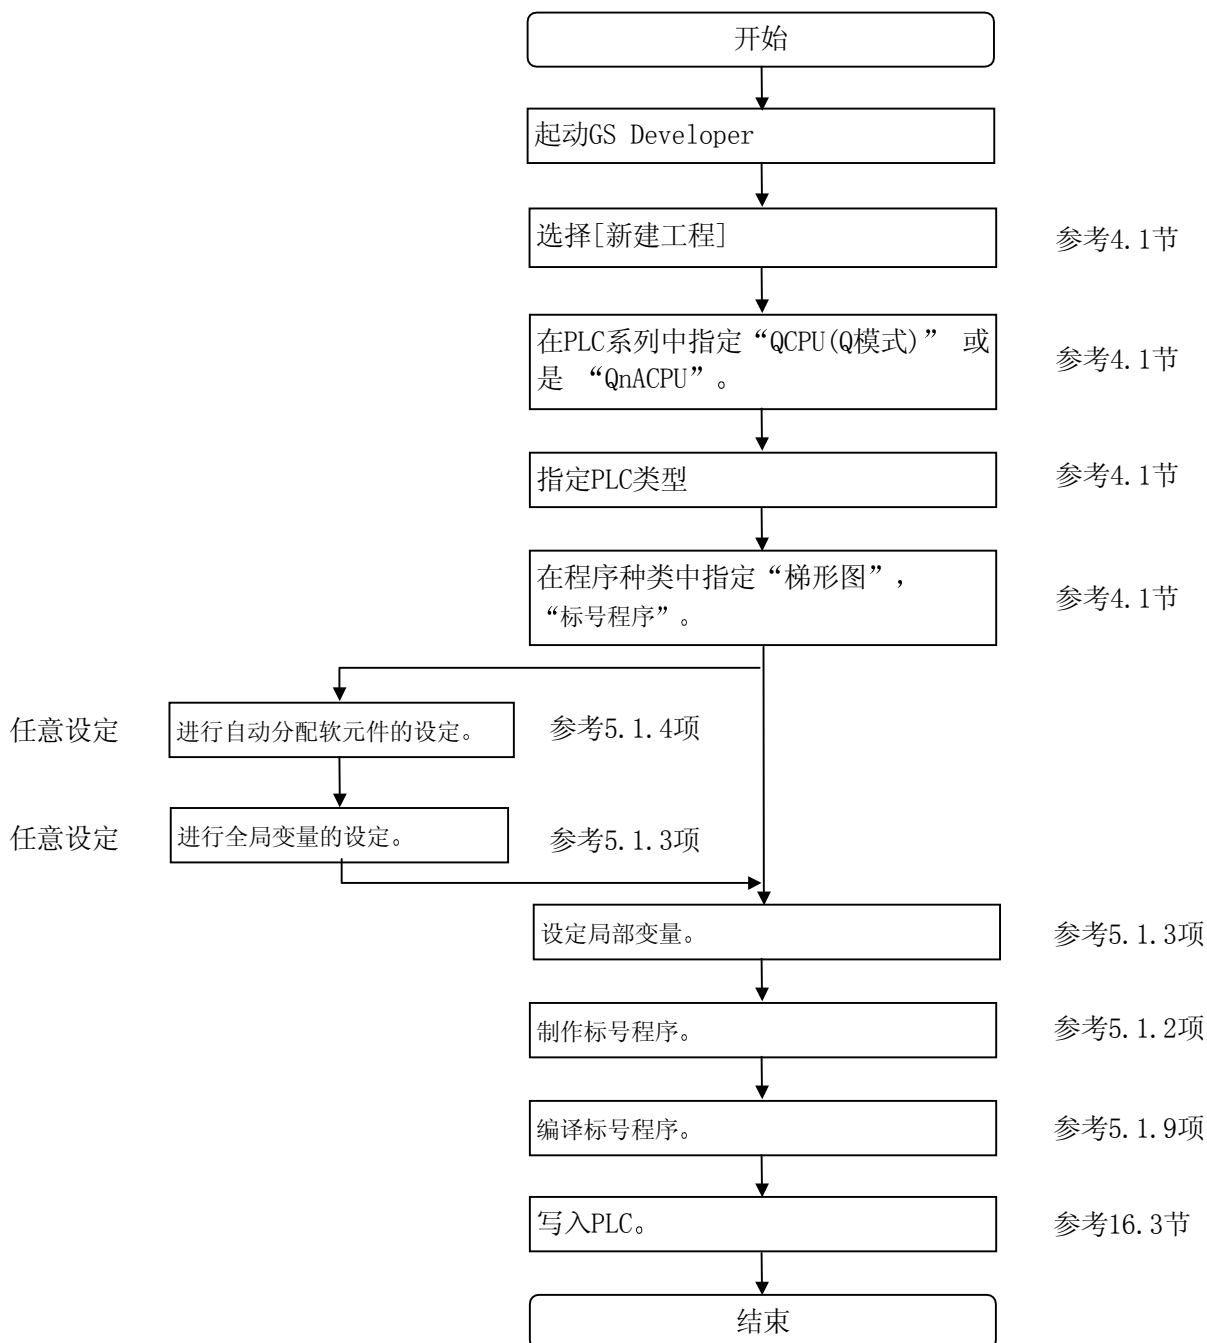 开始
起动GS Developer
选择[新建工程]
参考4.1节
在PLC系列中指定“QCPU(Q模式)” 或
是 “QnACPU”。
参考4.1节
指定PLC类型
参考4.1节
在程序种类中指定“梯形图”，
“标号程序”。
参考4.1节
任意设定
进行自动分配软元件的设定。
参考5.1.4项
任意设定
进行全局变量的设定。
参考5.1.3项
设定局部变量。
参考5.1.3项
制作标号程序。
参考5.1.2项
编译标号程序。
参考5.1.9项
写入PLC。
参考16.3节
结束